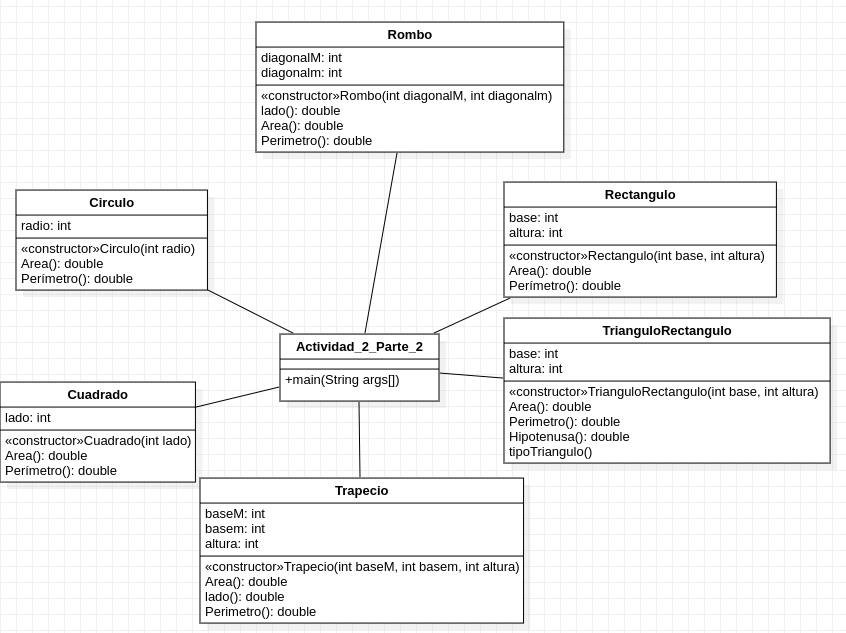 Rombo
diagonalM: int
diagonalm: int
«constructor»Rombo(int diagonalM, int diagonalm)
lado(): double
Area(): double
Perimetro(): double
Circulo
radio: int
«constructor»Circulo(int radio)
Area(): double
Perímetro(): double
Rectangulo
base: int
altura: int
«constructor»Rectangulo(int base, int altura)
Area(): double
Perímetro(): double
Actividad_2_Parte_2
+main(String args[])
TrianguloRectangulo
base: int
altura: int
«constructor»TrianguloRectangulo(int base, int altura)
Area(): double
Perimetro(): double
Hipotenusa(): double
tipoTriangulo()
Cuadrado
lado: int
«constructor»Cuadrado(int lado)
Area(): double
Perímetro(): double
Trapecio
baseM: int
basem: int
altura: int
«constructor»Trapecio(int baseM, int basem, int altura)
Area(): double
lado(): double
Perimetro(): double